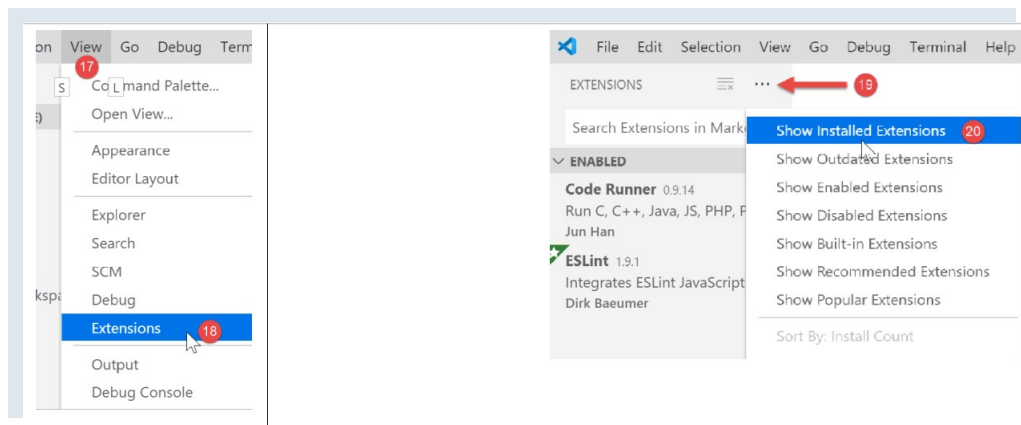 on View Go Debug Term
17
S L
Command Palette...
:)
Open View...
Appearance
Editor Layout
Explorer
Search
SCM
kspa
Debug
Extensions 18
Output
Debug Console
File Edit Selection View Go Debug Terminal Help
EXTENSIONS ... 19
Search Extensions in Mark
ENABLED
Code Runner 0.9.14
Run C, C++, Java, JS, PHP, P
Jun Han
ESLint 1.9.1
Integrates ESLint JavaScript
Dirk Baeumer
Show Installed Extensions 20
Show Outdated Extensions
Show Enabled Extensions
Show Disabled Extensions
Show Built-in Extensions
Show Recommended Extensions
Show Popular Extensions
Sort By: Install Count